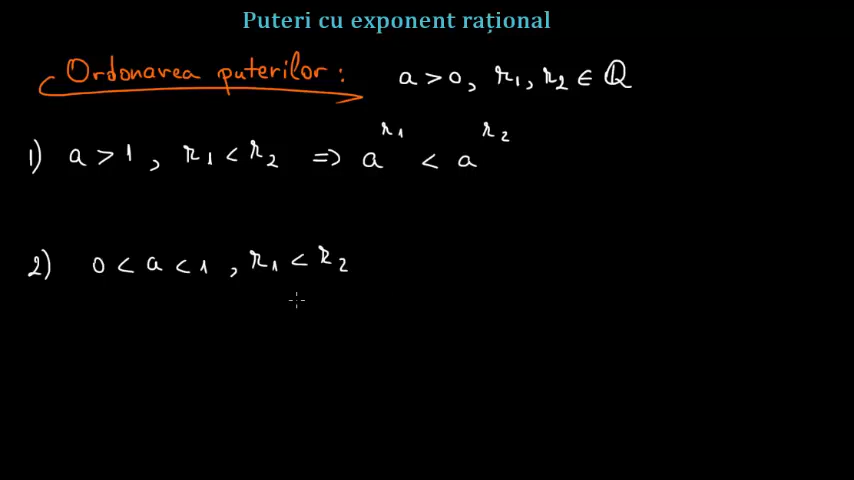 Puteri cu exponent rațional
Ordonarea puterilor: a > 0, r₁, r₂ ∈ ℚ
1) a > 1, r₁ < r₂ ⇒ a^r₁ < a^r₂
2) 0 < a < 1, r₁ < r₂